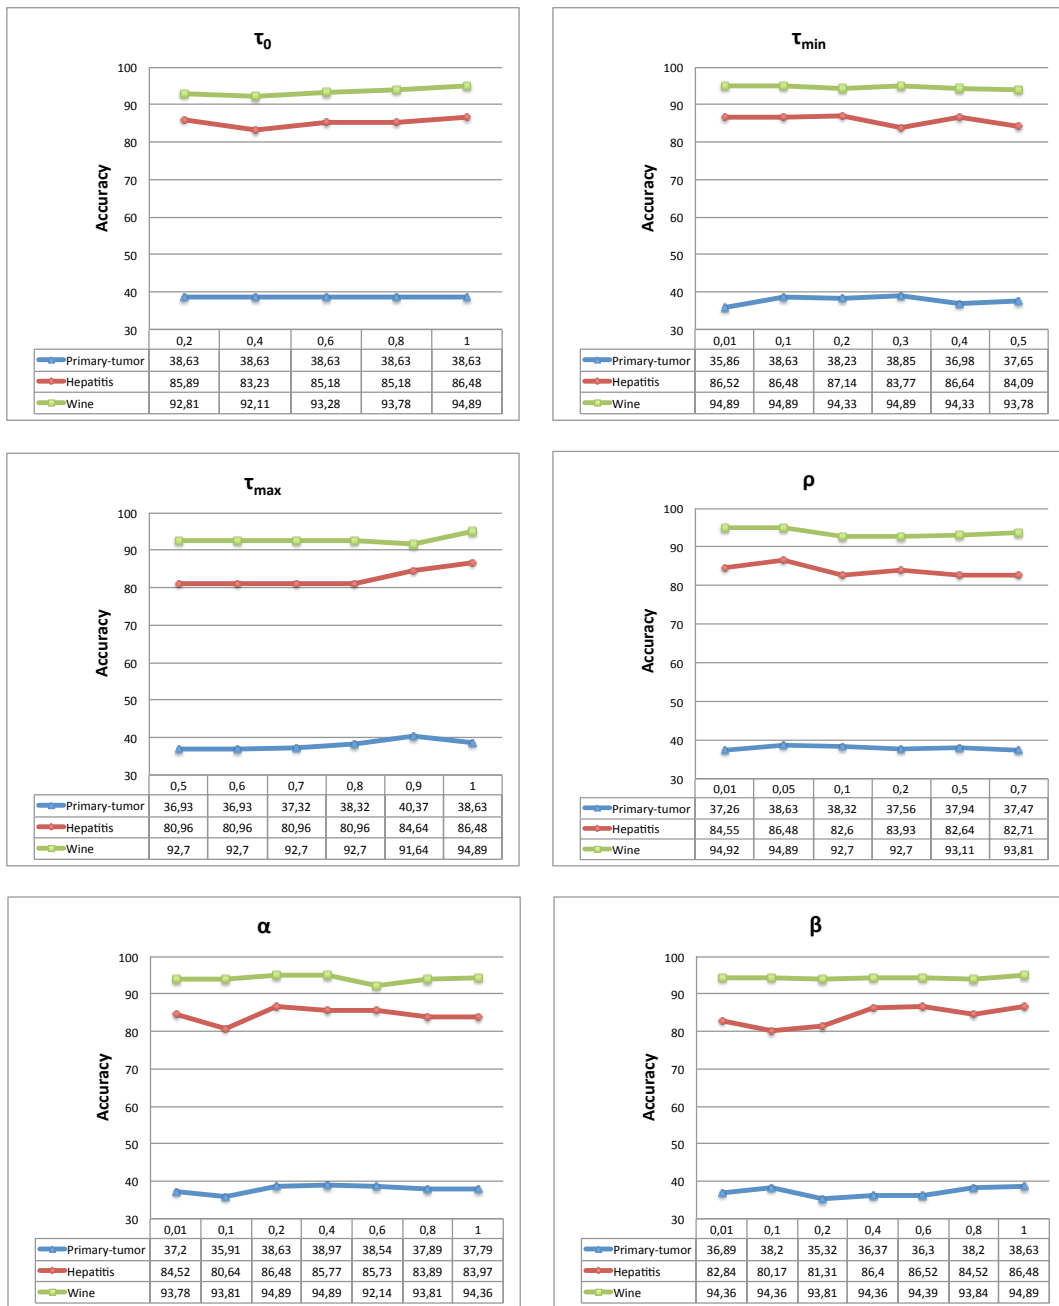 τ0
100
90
80
70
60
50
40
30
Accuracy
0,2 0,4 0,6 0,8 1
Primary-tumor 38,63 38,63 38,63 38,63 38,63
Hepatitis 85,89 83,23 85,18 85,18 86,48
Wine 92,81 92,11 93,28 93,78 94,89
τmin
100
90
80
70
60
50
40
30
Accuracy
0,01 0,1 0,2 0,3 0,4 0,5
Primary-tumor 35,86 38,63 38,23 38,85 36,98 37,65
Hepatitis 86,52 86,48 87,14 83,77 86,64 84,09
Wine 94,89 94,89 94,33 94,89 94,33 93,78
τmax
100
90
80
70
60
50
40
30
Accuracy
0,5 0,6 0,7 0,8 0,9 1
Primary-tumor 36,93 36,93 37,32 38,32 40,37 38,63
Hepatitis 80,96 80,96 80,96 80,96 84,64 86,48
Wine 92,7 92,7 92,7 92,7 91,64 94,89
ρ
100
90
80
70
60
50
40
30
Accuracy
0,01 0,05 0,1 0,2 0,5 0,7
Primary-tumor 37,26 38,63 38,32 37,56 37,94 37,47
Hepatitis 84,55 86,48 82,6 83,93 82,64 82,71
Wine 94,92 94,89 92,7 92,7 93,11 93,81
α
100
90
80
70
60
50
40
30
Accuracy
0,01 0,1 0,2 0,4 0,6 0,8 1
Primary-tumor 37,2 35,91 38,63 38,97 38,54 37,89 37,79
Hepatitis 84,52 80,64 86,48 85,77 85,73 83,89 83,97
Wine 93,78 93,81 94,89 94,89 92,14 93,81 94,36
β
100
90
80
70
60
50
40
30
Accuracy
0,01 0,1 0,2 0,4 0,6 0,8 1
Primary-tumor 36,89 38,2 35,32 36,37 36,3 38,2 38,63
Hepatitis 82,84 80,17 81,31 86,4 86,52 84,52 86,48
Wine 94,36 94,36 93,81 94,36 94,39 93,84 94,89